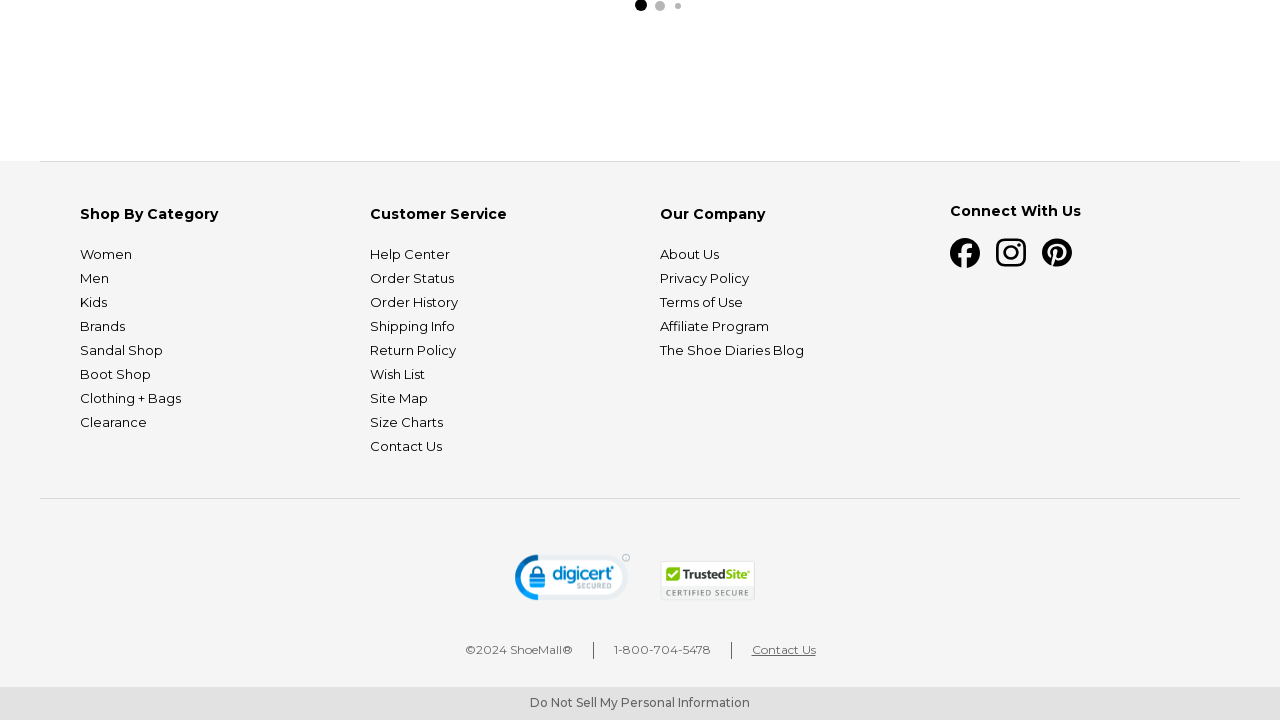 Shop By Category
Women
Men
Kids
Brands
Sandal Shop
Boot Shop
Clothing + Bags
Clearance
Customer Service
Help Center
Order Status
Order History
Shipping Info
Return Policy
Wish List
Site Map
Size Charts
Contact Us
Our Company
About Us
Privacy Policy
Terms of Use
Affiliate Program
The Shoe Diaries Blog
Connect With Us
digicert
SECURED
TrustedSite
CERTIFIED SECURE
©2024 ShoeMall®
1-800-704-5478
Contact Us
Do Not Sell My Personal Information